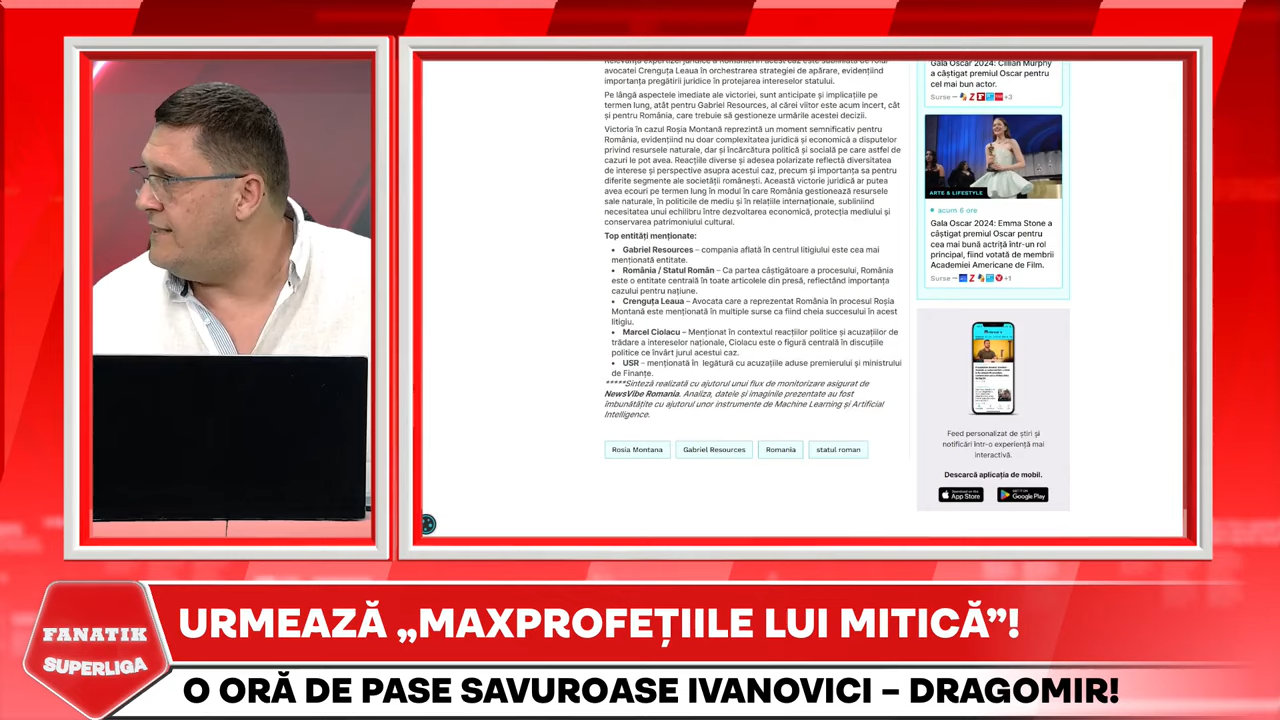 Relevanța expertizei juridice a României în acest caz este subliniată de rolul
avocatei Crenguța Leaua în orchestrarea strategiei de apărare, evidențiind
importanța pregătirii juridice în protejarea intereselor statului.
Pe lângă aspectele imediate ale victoriei, sunt anticipate și implicațiile pe
termen lung, atât pentru Gabriel Resources, al cărei viitor este acum incert, cât
și pentru România, care trebuie să gestioneze urmările acestei decizii.
Victoria în cazul Roșia Montană reprezintă un moment semnificativ pentru
România, evidențiind nu doar complexitatea juridică și economică a disputelor
privind resursele naturale, dar și încărcătura politică și socială pe care astfel de
cazuri le pot avea. Reacțiile diverse și adesea polarizate reflectă diversitatea
de interese și perspective asupra acestui caz, precum și importanța sa pentru
diferite segmente ale societății românești. Această victorie juridică ar putea
avea ecouri pe termen lung în modul în care România gestionează resursele
sale naturale, în politicile de mediu și în relațiile internaționale, subliniind
necesitatea unui echilibru între dezvoltarea economică, protecția mediului și
conservarea patrimoniului cultural.
Top entități menționate:
• Gabriel Resources – compania aflată în centrul litigiului este cea mai
menționată entitate.
• România / Statul Român – Ca partea câștigătoare a procesului, România
este o entitate centrală în toate articolele din presă, reflectând importanța
cazului pentru națiune.
• Crenguța Leaua – Avocata care a reprezentat România în procesul Roșia
Montană este menționată în multiple surse ca fiind cheia succesului în acest
litigiu.
• Marcel Ciolacu – Menționat în contextul reacțiilor politice și acuzațiilor de
trădare a intereselor naționale, Ciolacu este o figură centrală în discuțiile
politice ce învârt jurul acestui caz.
• USR – menționată în legătură cu acuzațiile aduse premierului și ministrului
de Finanțe.
*****Sinteză realizată cu ajutorul unui flux de monitorizare asigurat de
NewsVibe Romania. Analiza, datele și imaginile prezentate au fost
îmbunătățite cu ajutorul unor instrumente de Machine Learning și Artificial
Intelligence.
Rosia Montana Gabriel Resources Romania statul roman
Gala Oscar 2024: Cillian Murphy
a câștigat premiul Oscar pentru
cel mai bun actor.
Surse — +3
ARTE & LIFESTYLE
acum 6 ore
Gala Oscar 2024: Emma Stone a
câștigat premiul Oscar pentru
cea mai bună actriță într-un rol
principal, fiind votată de membrii
Academiei Americane de Film.
Surse — +1
Feed personalizat de știri și
notificări într-o experiență mai
interactivă.
Descarcă aplicația de mobil.
App Store
Google Play
URMEAZĂ „MAXPROFEȚIILE LUI MITICĂ”!
O ORĂ DE PASE SAVUROASE IVANOVICI – DRAGOMIR!
FANATIK
SUPERLIGA